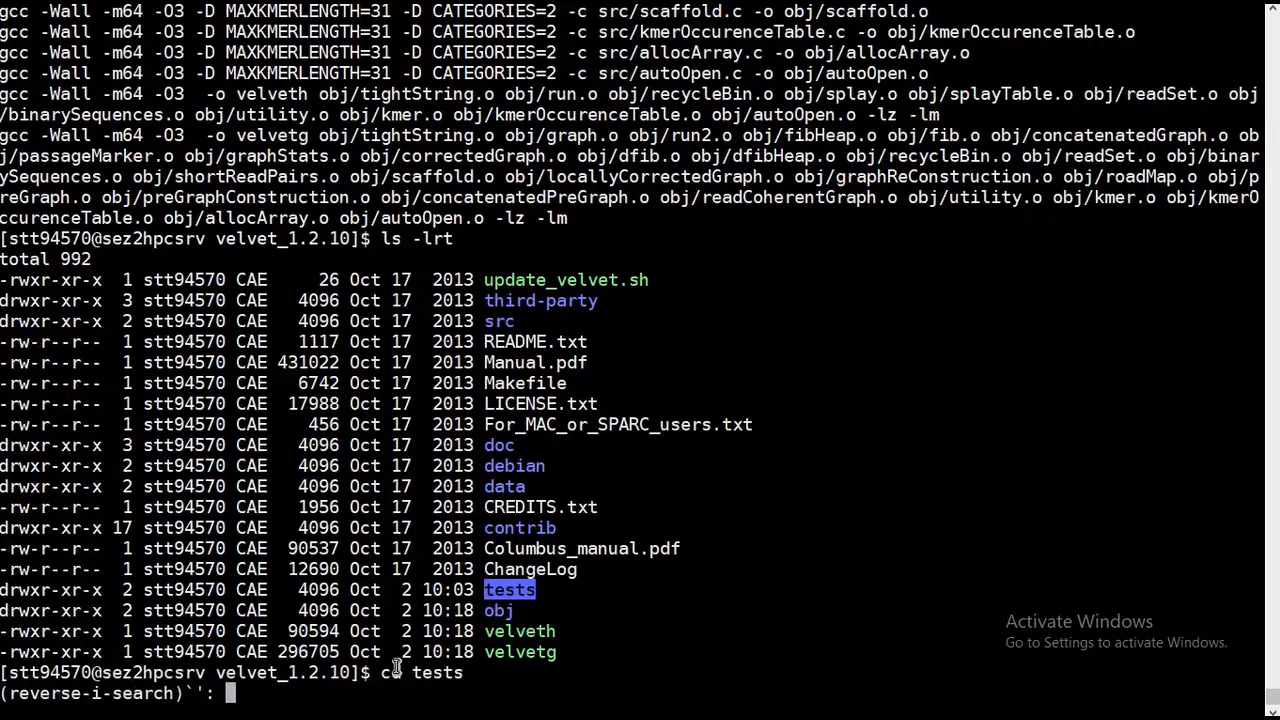 gcc -Wall -m64 -O3 -D MAXKMERLENGTH=31 -D CATEGORIES=2 -c src/scaffold.c -o obj/scaffold.o
gcc -Wall -m64 -O3 -D MAXKMERLENGTH=31 -D CATEGORIES=2 -c src/kmerOccurenceTable.c -o obj/kmerOccurenceTable.o
gcc -Wall -m64 -O3 -D MAXKMERLENGTH=31 -D CATEGORIES=2 -c src/allocArray.c -o obj/allocArray.o
gcc -Wall -m64 -O3 -D MAXKMERLENGTH=31 -D CATEGORIES=2 -c src/autoOpen.c -o obj/autoOpen.o
gcc -Wall -m64 -O3  -o velveth obj/tightString.o obj/run.o obj/recycleBin.o obj/splay.o obj/splayTable.o obj/readSet.o obj
/binarySequences.o obj/utility.o obj/kmer.o obj/kmerOccurenceTable.o obj/autoOpen.o -lz -lm
gcc -Wall -m64 -O3  -o velvetg obj/tightString.o obj/graph.o obj/run2.o obj/fibHeap.o obj/fib.o obj/concatenatedGraph.o ob
j/passageMarker.o obj/graphStats.o obj/correctedGraph.o obj/dfib.o obj/dfibHeap.o obj/recycleBin.o obj/readSet.o obj/binar
ySequences.o obj/shortReadPairs.o obj/scaffold.o obj/locallyCorrectedGraph.o obj/graphReConstruction.o obj/roadMap.o obj/p
reGraph.o obj/preGraphConstruction.o obj/concatenatedPreGraph.o obj/readCoherentGraph.o obj/utility.o obj/kmer.o obj/kmerO
ccurenceTable.o obj/allocArray.o obj/autoOpen.o -lz -lm
[stt94570@sez2hpcsrv velvet_1.2.10]$ ls -lrt
total 992
-rwxr-xr-x  1 stt94570 CAE     26 Oct 17  2013 update_velvet.sh
drwxr-xr-x  3 stt94570 CAE   4096 Oct 17  2013 third-party
drwxr-xr-x  2 stt94570 CAE   4096 Oct 17  2013 src
-rw-r--r--  1 stt94570 CAE   1117 Oct 17  2013 README.txt
-rw-r--r--  1 stt94570 CAE 431022 Oct 17  2013 Manual.pdf
-rw-r--r--  1 stt94570 CAE   6742 Oct 17  2013 Makefile
-rw-r--r--  1 stt94570 CAE  17988 Oct 17  2013 LICENSE.txt
-rw-r--r--  1 stt94570 CAE    456 Oct 17  2013 For_MAC_or_SPARC_users.txt
drwxr-xr-x  3 stt94570 CAE   4096 Oct 17  2013 doc
drwxr-xr-x  2 stt94570 CAE   4096 Oct 17  2013 debian
drwxr-xr-x  2 stt94570 CAE   4096 Oct 17  2013 data
-rw-r--r--  1 stt94570 CAE   1956 Oct 17  2013 CREDITS.txt
drwxr-xr-x 17 stt94570 CAE   4096 Oct 17  2013 contrib
-rw-r--r--  1 stt94570 CAE  90537 Oct 17  2013 Columbus_manual.pdf
-rw-r--r--  1 stt94570 CAE  12690 Oct 17  2013 ChangeLog
drwxr-xr-x  2 stt94570 CAE   4096 Oct  2 10:03 tests
drwxr-xr-x  2 stt94570 CAE   4096 Oct  2 10:18 obj
-rwxr-xr-x  1 stt94570 CAE  90594 Oct  2 10:18 velveth
-rwxr-xr-x  1 stt94570 CAE 296705 Oct  2 10:18 velvetg
[stt94570@sez2hpcsrv velvet_1.2.10]$ cd tests
(reverse-i-search)`':
Activate Windows
Go to Settings to activate Windows.